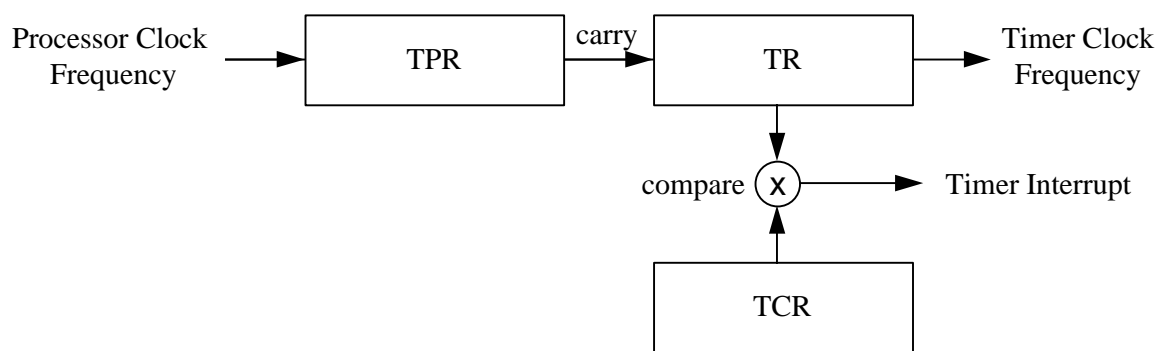 Processor Clock
Frequency
TPR
carry
TR
Timer Clock
Frequency
compare
X
Timer Interrupt
TCR